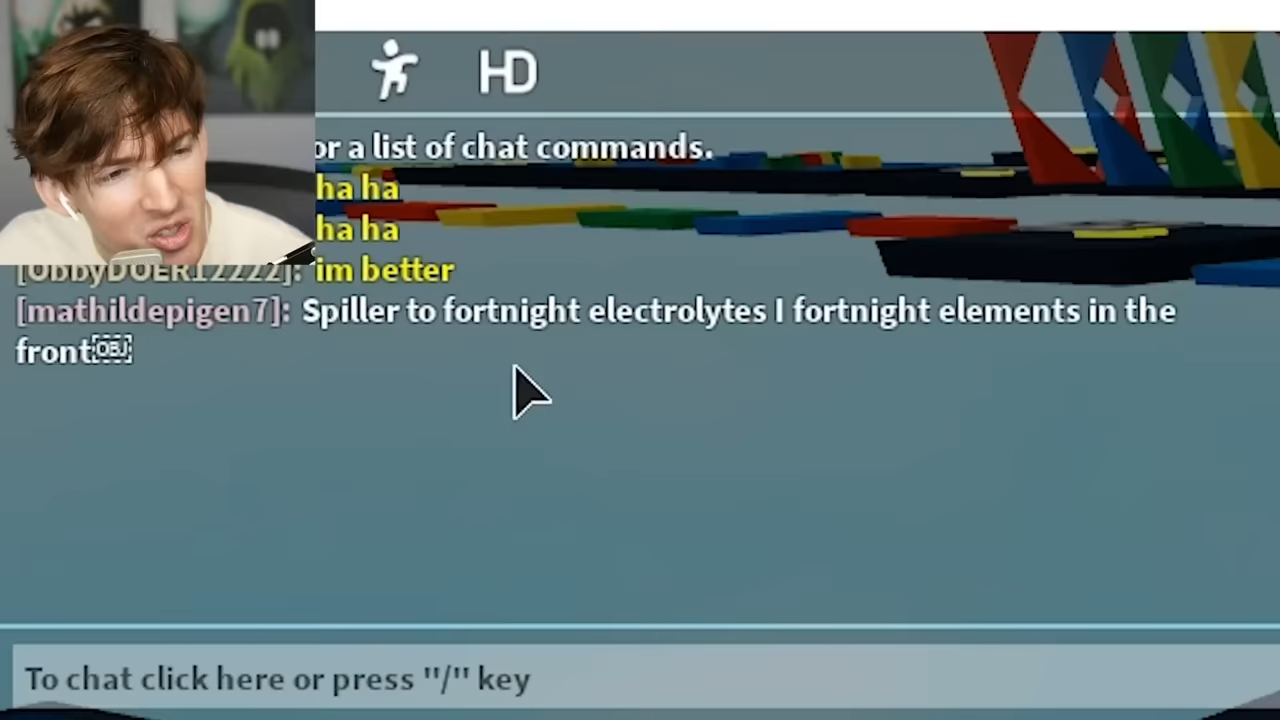 HD
or a list of chat commands.
ha ha
ha ha
[ObbyDOER12222]: im better
[mathildepigen7]: Spiller to fortnight electrolytes I fortnight elements in the
front￼
To chat click here or press "/" key